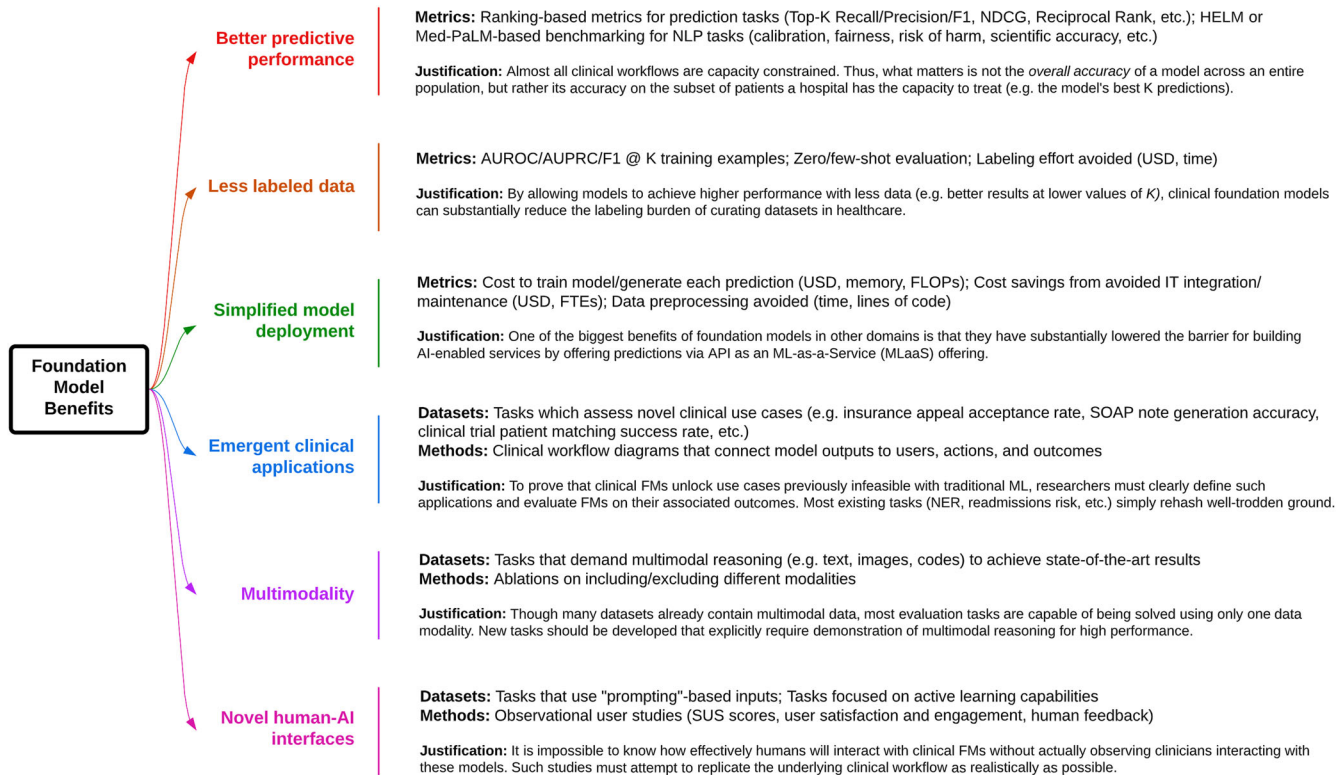 Foundation
Model
Benefits
Better predictive
performance
Metrics: Ranking-based metrics for prediction tasks (Top-K Recall/Precision/F1, NDCG, Reciprocal Rank, etc.); HELM or
Med-PaLM-based benchmarking for NLP tasks (calibration, fairness, risk of harm, scientific accuracy, etc.)
Justification: Almost all clinical workflows are capacity constrained. Thus, what matters is not the overall accuracy of a model across an entire
population, but rather its accuracy on the subset of patients a hospital has the capacity to treat (e.g. the model's best K predictions).
Less labeled data
Metrics: AUROC/AUPRC/F1 @ K training examples; Zero/few-shot evaluation; Labeling effort avoided (USD, time)
Justification: By allowing models to achieve higher performance with less data (e.g. better results at lower values of K), clinical foundation models
can substantially reduce the labeling burden of curating datasets in healthcare.
Simplified model
deployment
Metrics: Cost to train model/generate each prediction (USD, memory, FLOPs); Cost savings from avoided IT integration/
maintenance (USD, FTEs); Data preprocessing avoided (time, lines of code)
Justification: One of the biggest benefits of foundation models in other domains is that they have substantially lowered the barrier for building
AI-enabled services by offering predictions via API as an ML-as-a-Service (MLaaS) offering.
Emergent clinical
applications
Datasets: Tasks which assess novel clinical use cases (e.g. insurance appeal acceptance rate, SOAP note generation accuracy,
clinical trial patient matching success rate, etc.)
Methods: Clinical workflow diagrams that connect model outputs to users, actions, and outcomes
Justification: To prove that clinical FMs unlock use cases previously infeasible with traditional ML, researchers must clearly define such
applications and evaluate FMs on their associated outcomes. Most existing tasks (NER, readmissions risk, etc.) simply rehash well-trodden ground.
Multimodality
Datasets: Tasks that demand multimodal reasoning (e.g. text, images, codes) to achieve state-of-the-art results
Methods: Ablations on including/excluding different modalities
Justification: Though many datasets already contain multimodal data, most evaluation tasks are capable of being solved using only one data
modality. New tasks should be developed that explicitly require demonstration of multimodal reasoning for high performance.
Novel human-AI
interfaces
Datasets: Tasks that use "prompting"-based inputs; Tasks focused on active learning capabilities
Methods: Observational user studies (SUS scores, user satisfaction and engagement, human feedback)
Justification: It is impossible to know how effectively humans will interact with clinical FMs without actually observing clinicians interacting with
these models. Such studies must attempt to replicate the underlying clinical workflow as realistically as possible.